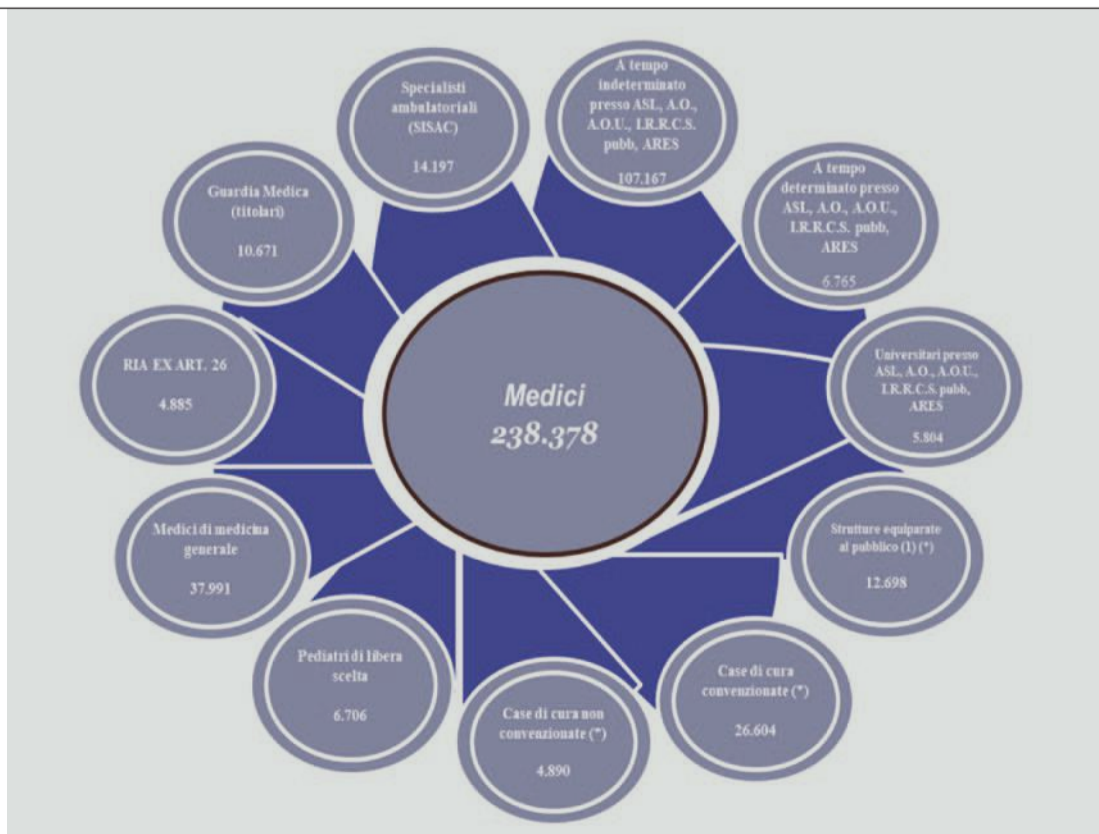 Specialisti
ambulatoriali
(SISAC)
14.197
A tempo
indeterminato
presso ASL, A.O.,
A.O.U., I.R.R.C.S.
pubb, ARES
107.167
A tempo
determinato presso
ASL, A.O., A.O.U.,
I.R.R.C.S. pubb,
ARES
6.765
Universitari presso
ASL, A.O., A.O.U.,
I.R.R.C.S. pubb,
ARES
5.804
Strutture equiparate
al pubblico (1) (*)
12.698
Case di cura
convenzionate (*)
26.604
Case di cura non
convenzionate (*)
4.890
Pediatri di libera
scelta
6.706
Medici di medicina
generale
37.991
RIA EX ART. 26
4.885
Guardia Medica
(titolari)
10.671
Medici
238.378